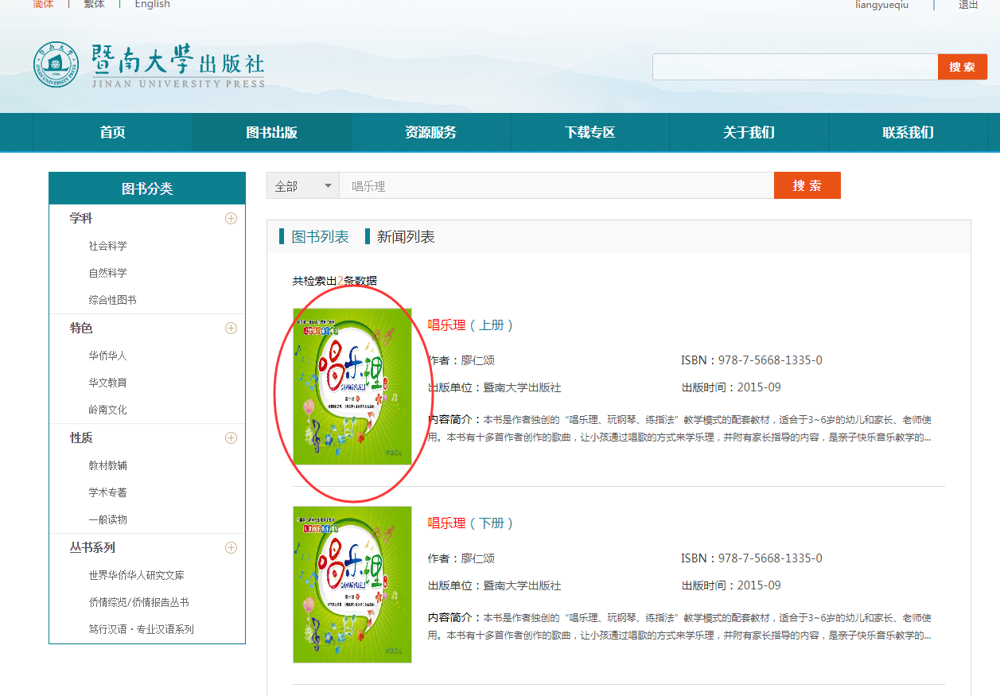 简体 | 繁体 | English
liangyueqiu | 退出
暨南大学出版社
JINAN UNIVERSITY PRESS
搜 索
首页 图书出版 资源服务 下载专区 关于我们 联系我们
图书分类
学科
社会科学
自然科学
综合性图书
特色
华侨华人
华文教育
岭南文化
性质
教材教辅
学术专著
一般读物
丛书系列
世界华侨华人研究文库
侨情综览/侨情报告丛书
笃行汉语·专业汉语系列
全部 唱乐理 搜 索
图书列表 新闻列表
共检索出2条数据
唱乐理
CHANGYUELI
唱乐理（上册）
作者：廖仁颂 ISBN：978-7-5668-1335-0
出版单位：暨南大学出版社 出版时间：2015-09
内容简介：本书是作者独创的“唱乐理、玩钢琴、练指法”教学模式的配套教材，适合于3~6岁的幼儿和家长、老师使
用。本书有十多首作者创作的歌曲，让小孩通过唱歌的方式来学乐理，并附有家长指导的内容，是亲子快乐音乐教学的...
唱乐理
CHANGYUELI
唱乐理（下册）
作者：廖仁颂 ISBN：978-7-5668-1335-0
出版单位：暨南大学出版社 出版时间：2015-09
内容简介：本书是作者独创的“唱乐理、玩钢琴、练指法”教学模式的配套教材，适合于3~6岁的幼儿和家长、老师使
用。本书有十多首作者创作的歌曲，让小孩通过唱歌的方式来学乐理，并附有家长指导的内容，是亲子快乐音乐教学的...